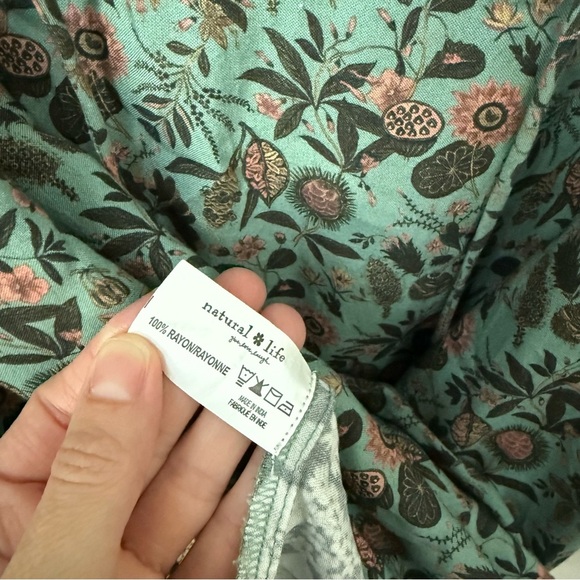 natural life
100% RAYON/RAYONNE
MADE IN INDIA
FABRIQUÉ EN INDE